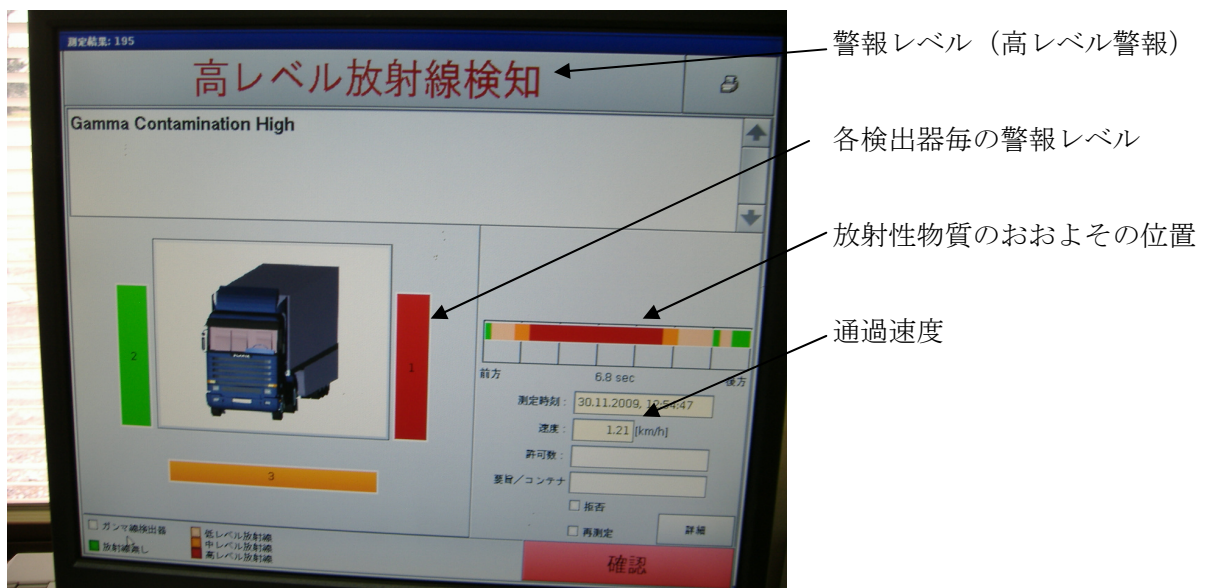 測定結果: 195
高レベル放射線検知
Gamma Contamination High
2
1
3
前方
6.8 sec
後方
測定時刻:
30.11.2009,
速度:
1.21 [km/h]
許可数:
要旨/コンテナ
拒否
再測定
詳細
確認
ガンマ線検出器
放射線無し
低レベル放射線
中レベル放射線
高レベル放射線
警報レベル（高レベル警報）
各検出器毎の警報レベル
放射性物質のおおよその位置
通過速度